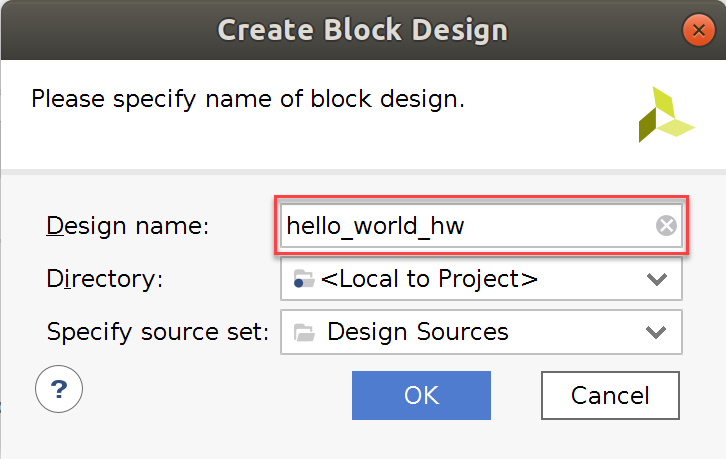 Create Block Design
Please specify name of block design.
Design name: hello_world_hw
Directory: <Local to Project>
Specify source set: Design Sources
? OK Cancel